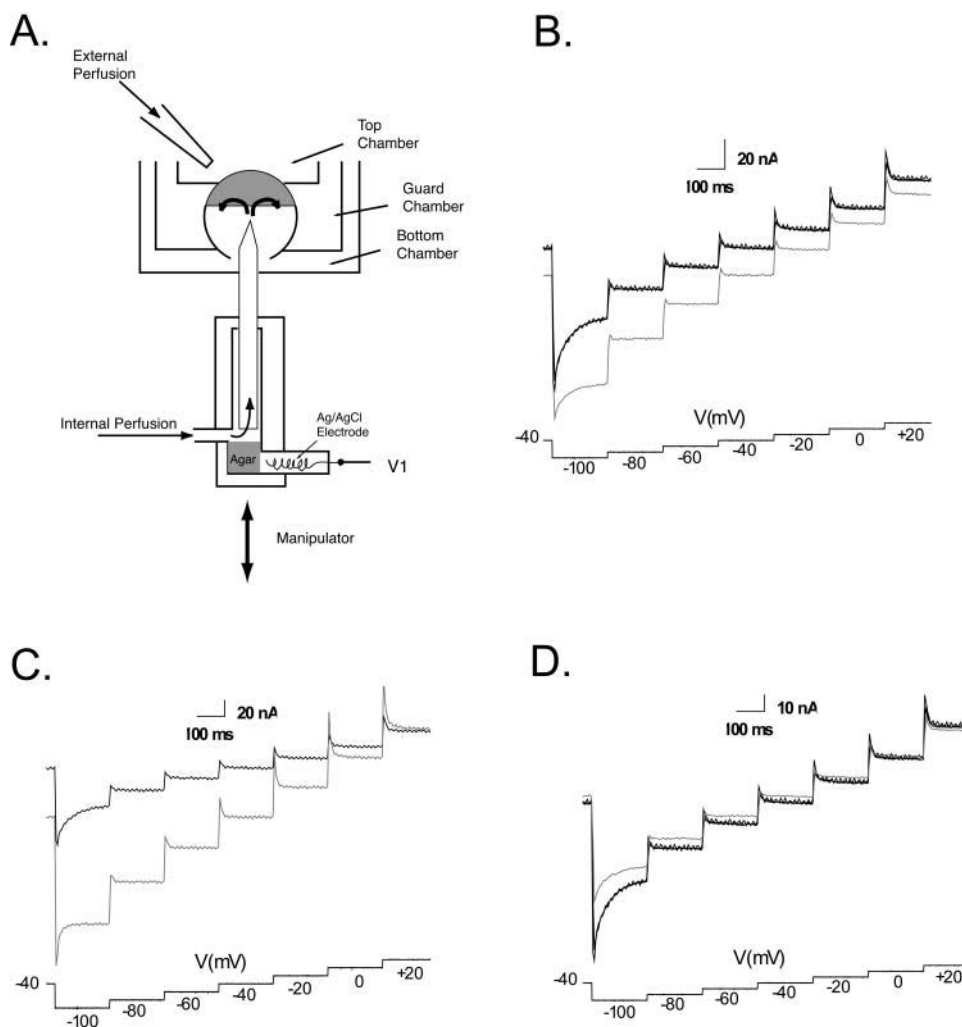 A.
External
Perfusion
Top
Chamber
Guard
Chamber
Bottom
Chamber
Internal Perfusion
Ag/AgCl
Electrode
Agar
V1
Manipulator
B.
20 nA
100 ms
V(mV)
-40
-100
-80
-60
-40
-20
0
+20
C.
20 nA
100 ms
V(mV)
-40
-100
-80
-60
-40
-20
0
+20
D.
10 nA
100 ms
V(mV)
-40
-100
-80
-60
-40
-20
0
+20